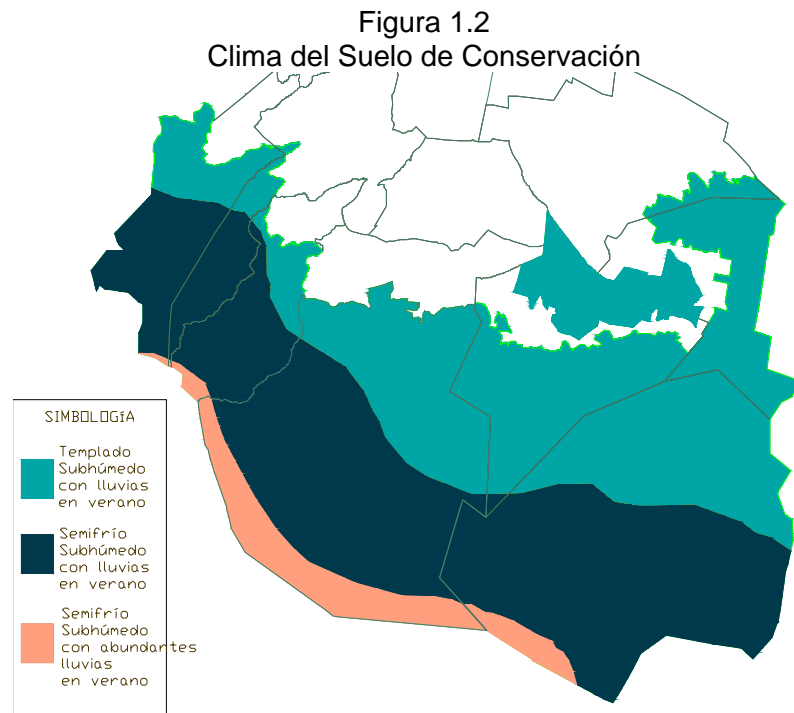 Figura 1.2
Clima del Suelo de Conservación
SIMBOLOGíA
Templado
Subhúmedo
con lluvias
en verano
Semifrío
Subhúmedo
con lluvias
en verano
Semifrío
Subhúmedo
con abundantes
lluvias
en verano